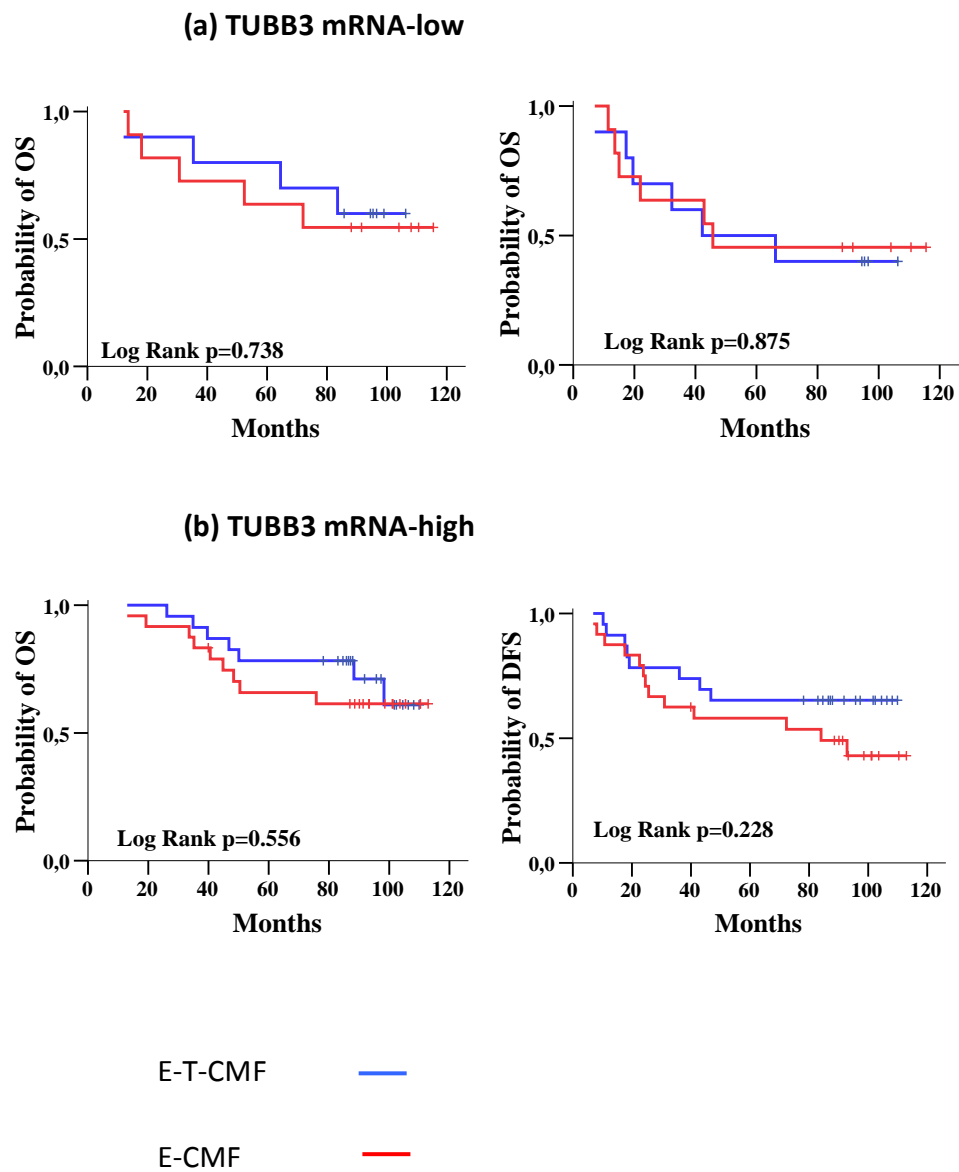 (a) TUBB3 mRNA-low
Probability of OS
1,0
0,5
0,0
Log Rank p=0.738
0 20 40 60 80 100 120
Months
Probability of OS
1,0
0,5
0,0
Log Rank p=0.875
0 20 40 60 80 100 120
Months
(b) TUBB3 mRNA-high
Probability of OS
1,0
0,5
0,0
Log Rank p=0.556
0 20 40 60 80 100 120
Months
Probability of DFS
1,0
0,5
0,0
Log Rank p=0.228
0 20 40 60 80 100 120
Months
E-T-CMF
E-CMF